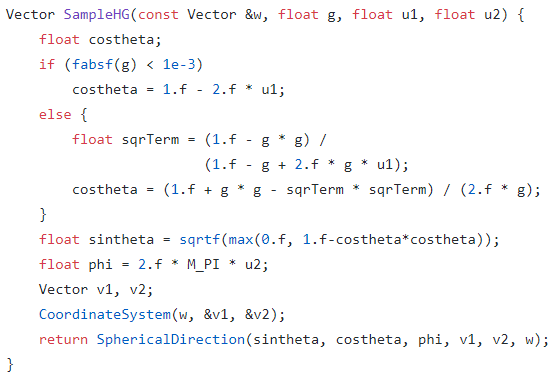 Vector SampleHG(const Vector &w, float g, float u1, float u2) {
    float costheta;
    if (fabsf(g) < 1e-3)
        costheta = 1.f - 2.f * u1;
    else {
        float sqrTerm = (1.f - g * g) /
                        (1.f - g + 2.f * g * u1);
        costheta = (1.f + g * g - sqrTerm * sqrTerm) / (2.f * g);
    }
    float sintheta = sqrtf(max(0.f, 1.f-costheta*costheta));
    float phi = 2.f * M_PI * u2;
    Vector v1, v2;
    CoordinateSystem(w, &v1, &v2);
    return SphericalDirection(sintheta, costheta, phi, v1, v2, w);
}